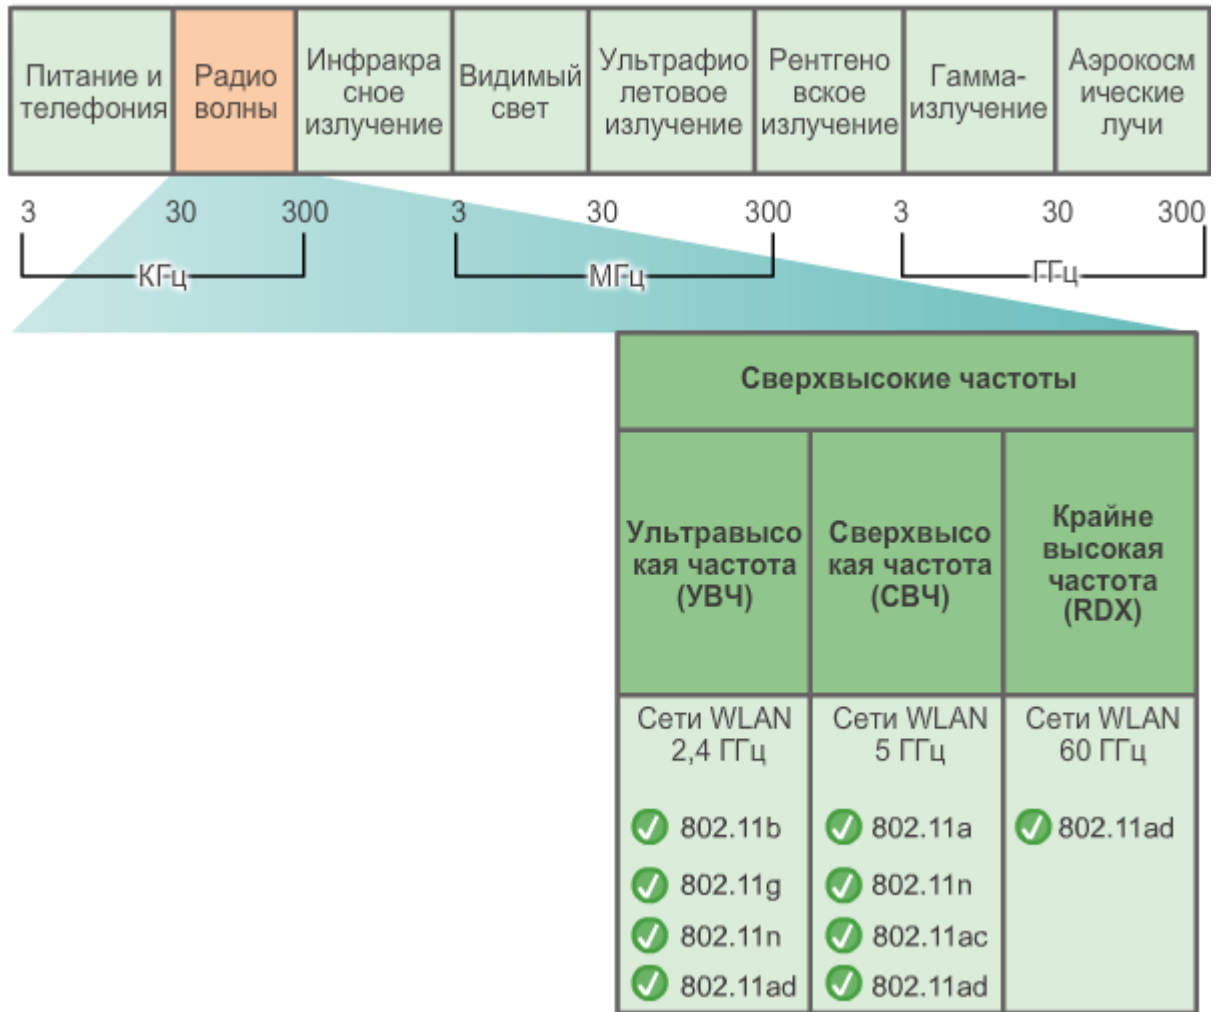 Питание и
телефония
Радио
волны
Инфракра
сное
излучение
Видимый
свет
Ультрафио
летовое
излучение
Рентгено
вское
излучение
Гамма-
излучение
Аэрокосм
ические
лучи
3 30 300 3 30 300 3 30 300
КГц МГц ГГц
Сверхвысокие частоты
Ультравысо
кая частота
(УВЧ)
Сверхвысо
кая частота
(СВЧ)
Крайне
высокая
частота
(RDX)
Сети WLAN
2,4 ГГц
802.11b
802.11g
802.11n
802.11ad
Сети WLAN
5 ГГц
802.11a
802.11n
802.11ac
802.11ad
Сети WLAN
60 ГГц
802.11ad